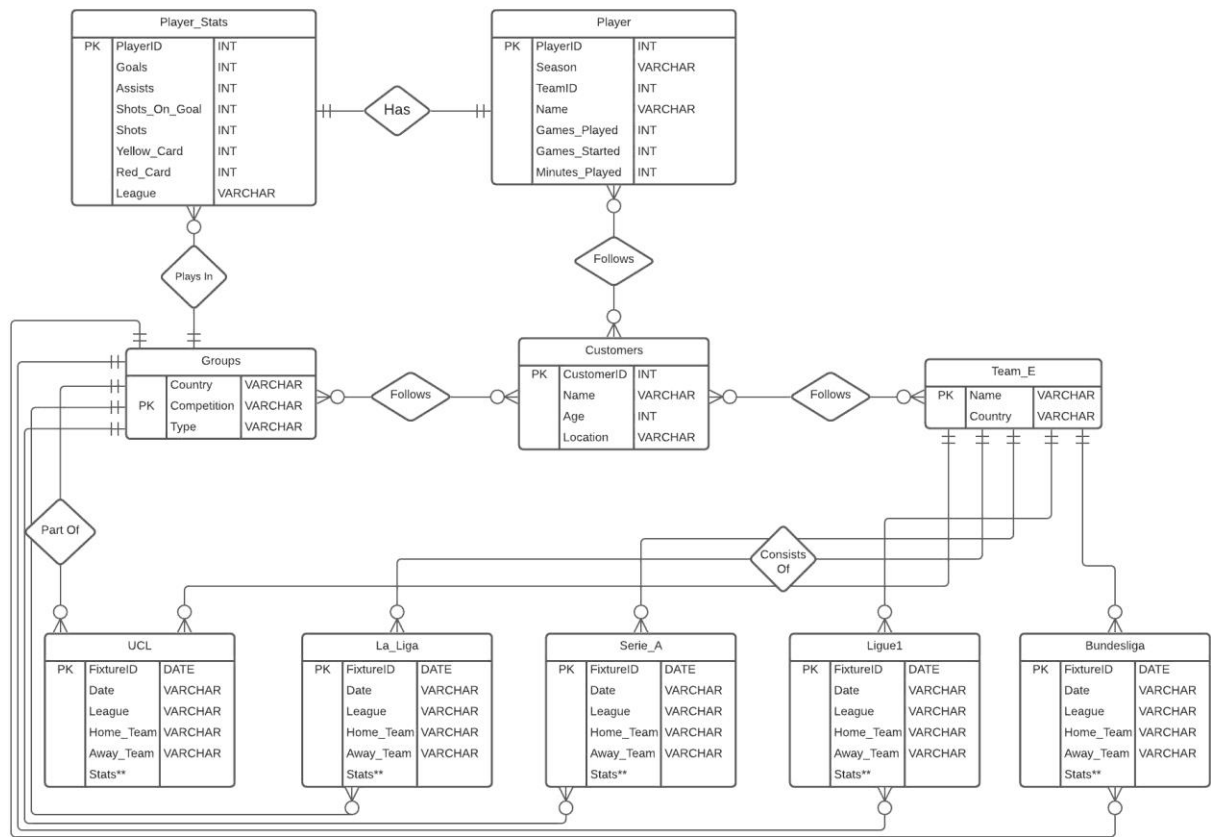 Player_Stats
PK PlayerID INT
Goals INT
Assists INT
Shots_On_Goal INT
Shots INT
Yellow_Card INT
Red_Card INT
League VARCHAR
Has
Player
PK PlayerID INT
Season VARCHAR
TeamID INT
Name VARCHAR
Games_Played INT
Games_Started INT
Minutes_Played INT
Plays In
Follows
Groups
Country VARCHAR
PK Competition VARCHAR
Type VARCHAR
Follows
Customers
PK CustomerID INT
Name VARCHAR
Age INT
Location VARCHAR
Follows
Team_E
PK Name VARCHAR
Country VARCHAR
Part Of
Consists
Of
UCL
PK FixtureID DATE
Date VARCHAR
League VARCHAR
Home_Team VARCHAR
Away_Team VARCHAR
Stats**
La_Liga
PK FixtureID DATE
Date VARCHAR
League VARCHAR
Home_Team VARCHAR
Away_Team VARCHAR
Stats**
Serie_A
PK FixtureID DATE
Date VARCHAR
League VARCHAR
Home_Team VARCHAR
Away_Team VARCHAR
Stats**
Ligue1
PK FixtureID DATE
Date VARCHAR
League VARCHAR
Home_Team VARCHAR
Away_Team VARCHAR
Stats**
Bundesliga
PK FixtureID DATE
Date VARCHAR
League VARCHAR
Home_Team VARCHAR
Away_Team VARCHAR
Stats**